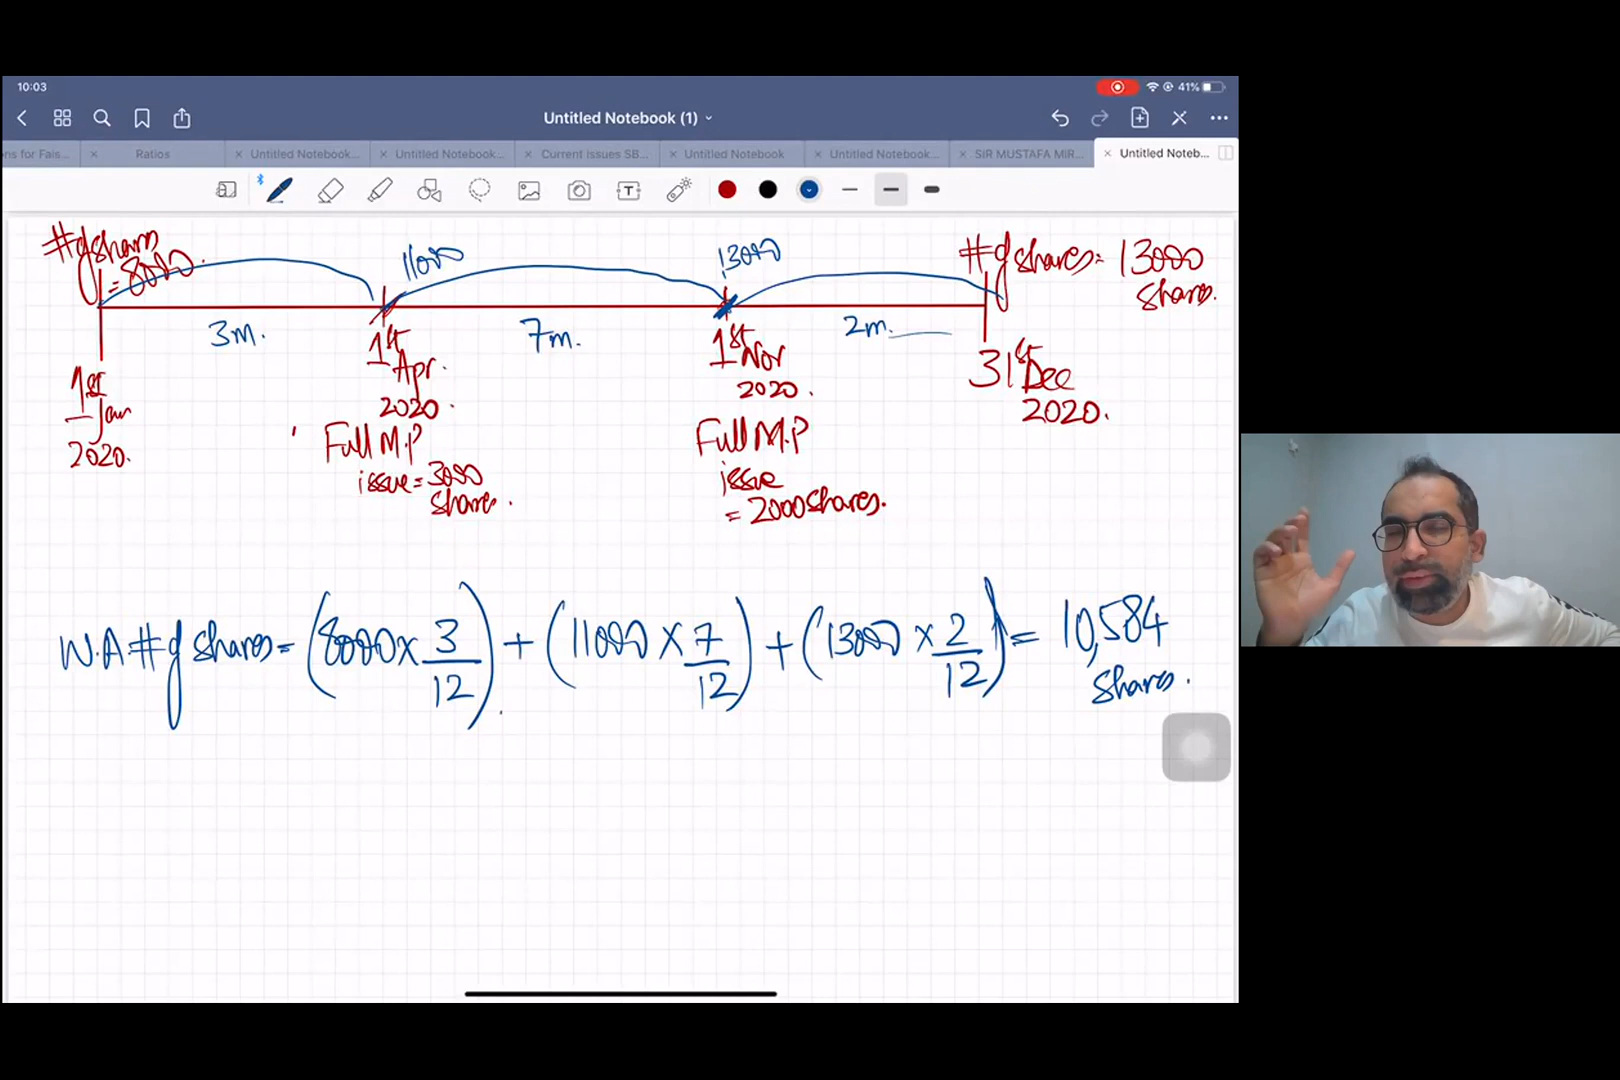 10:03
41%
Untitled Notebook (1)
ns for Fais...
Ratios
Untitled Notebook...
Untitled Notebook...
Current issues SB...
Untitled Notebook
Untitled Notebook...
SIR MUSTAFA MIR...
Untitled Noteb...
# of shares
= 8000.
11000
13000
# of shares = 13000
shares.
3m.
7m.
2m.
1st
Jan
2020.
1st
Apr.
2020.
Full M.P
issue = 3000
shares.
1st
Nov
2020.
Full M.P
issue
= 2000 shares.
31st
Dec
2020.
W.A # of shares = (8000 × 3/12) + (11000 × 7/12) + (13000 × 2/12) = 10,584
shares.